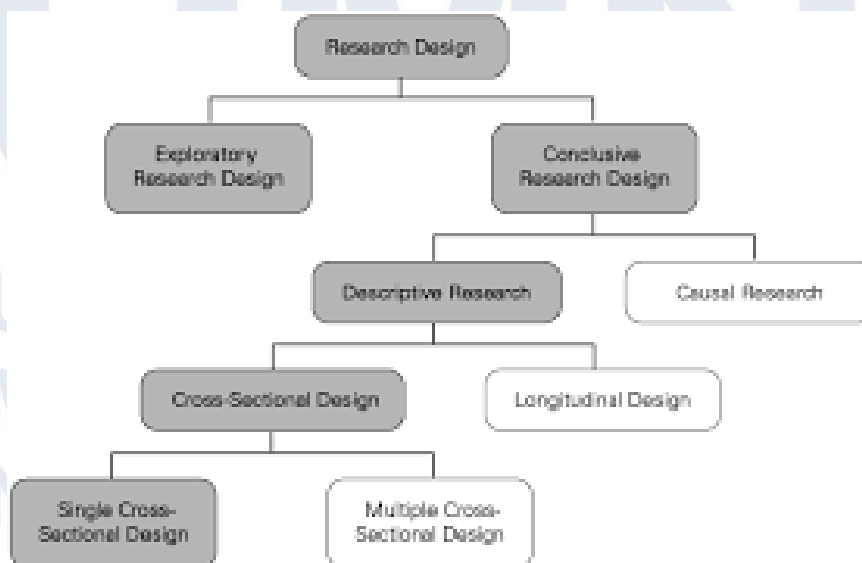 Research Design
Exploratory
Research Design
Conclusive
Research Design
Descriptive Research
Causal Research
Cross-Sectional Design
Longitudinal Design
Single Cross-
Sectional Design
Multiple Cross-
Sectional Design